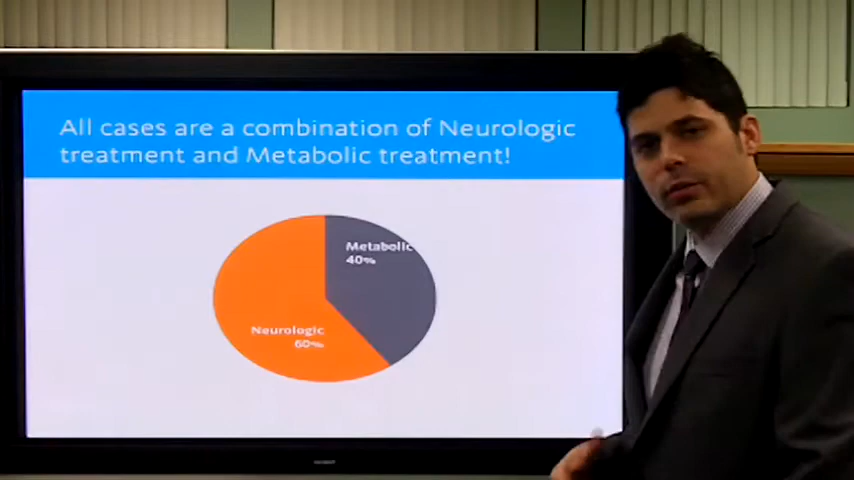 All cases are a combination of Neurologic
treatment and Metabolic treatment!
Metabolic
40%
Neurologic
60%